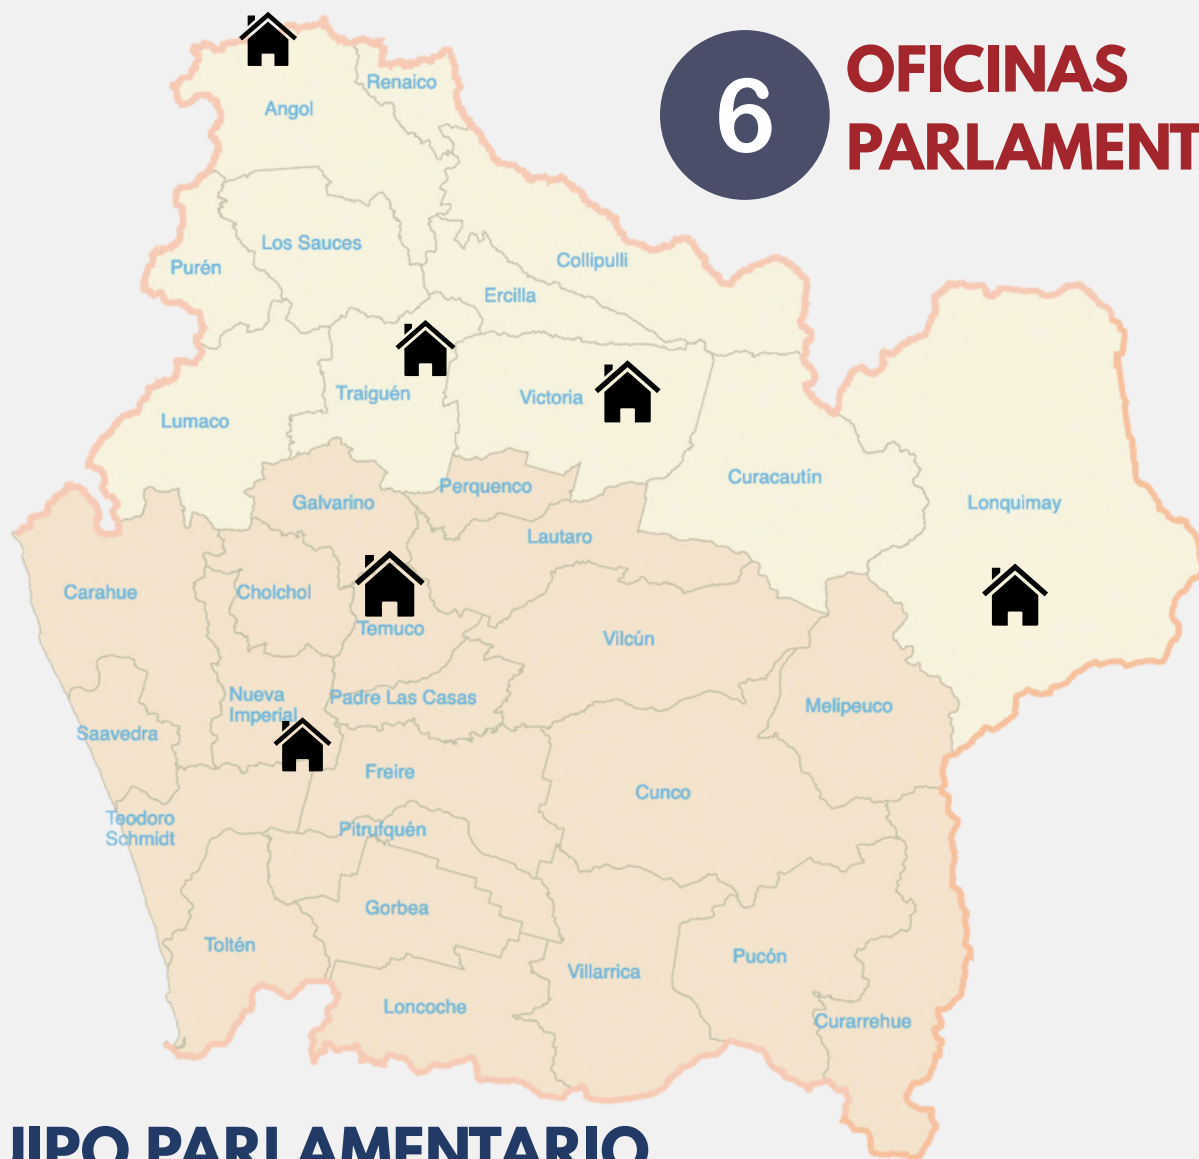 6
OFICINAS
PARLAMENT
Renaico
Angol
Los Sauces
Purén
Collipulli
Ercilla
Traiguén
Victoria
Lumaco
Curacautín
Lonquimay
Galvarino
Perquenco
Lautaro
Carahue
Cholchol
Temuco
Vilcún
Nueva
Imperial
Padre Las Casas
Melipeuco
Saavedra
Freire
Cunco
Teodoro
Schmidt
Pitrufquén
Gorbea
Toltén
Villarrica
Pucón
Loncoche
Curarrehue
UIPO PARLAMENTARIO